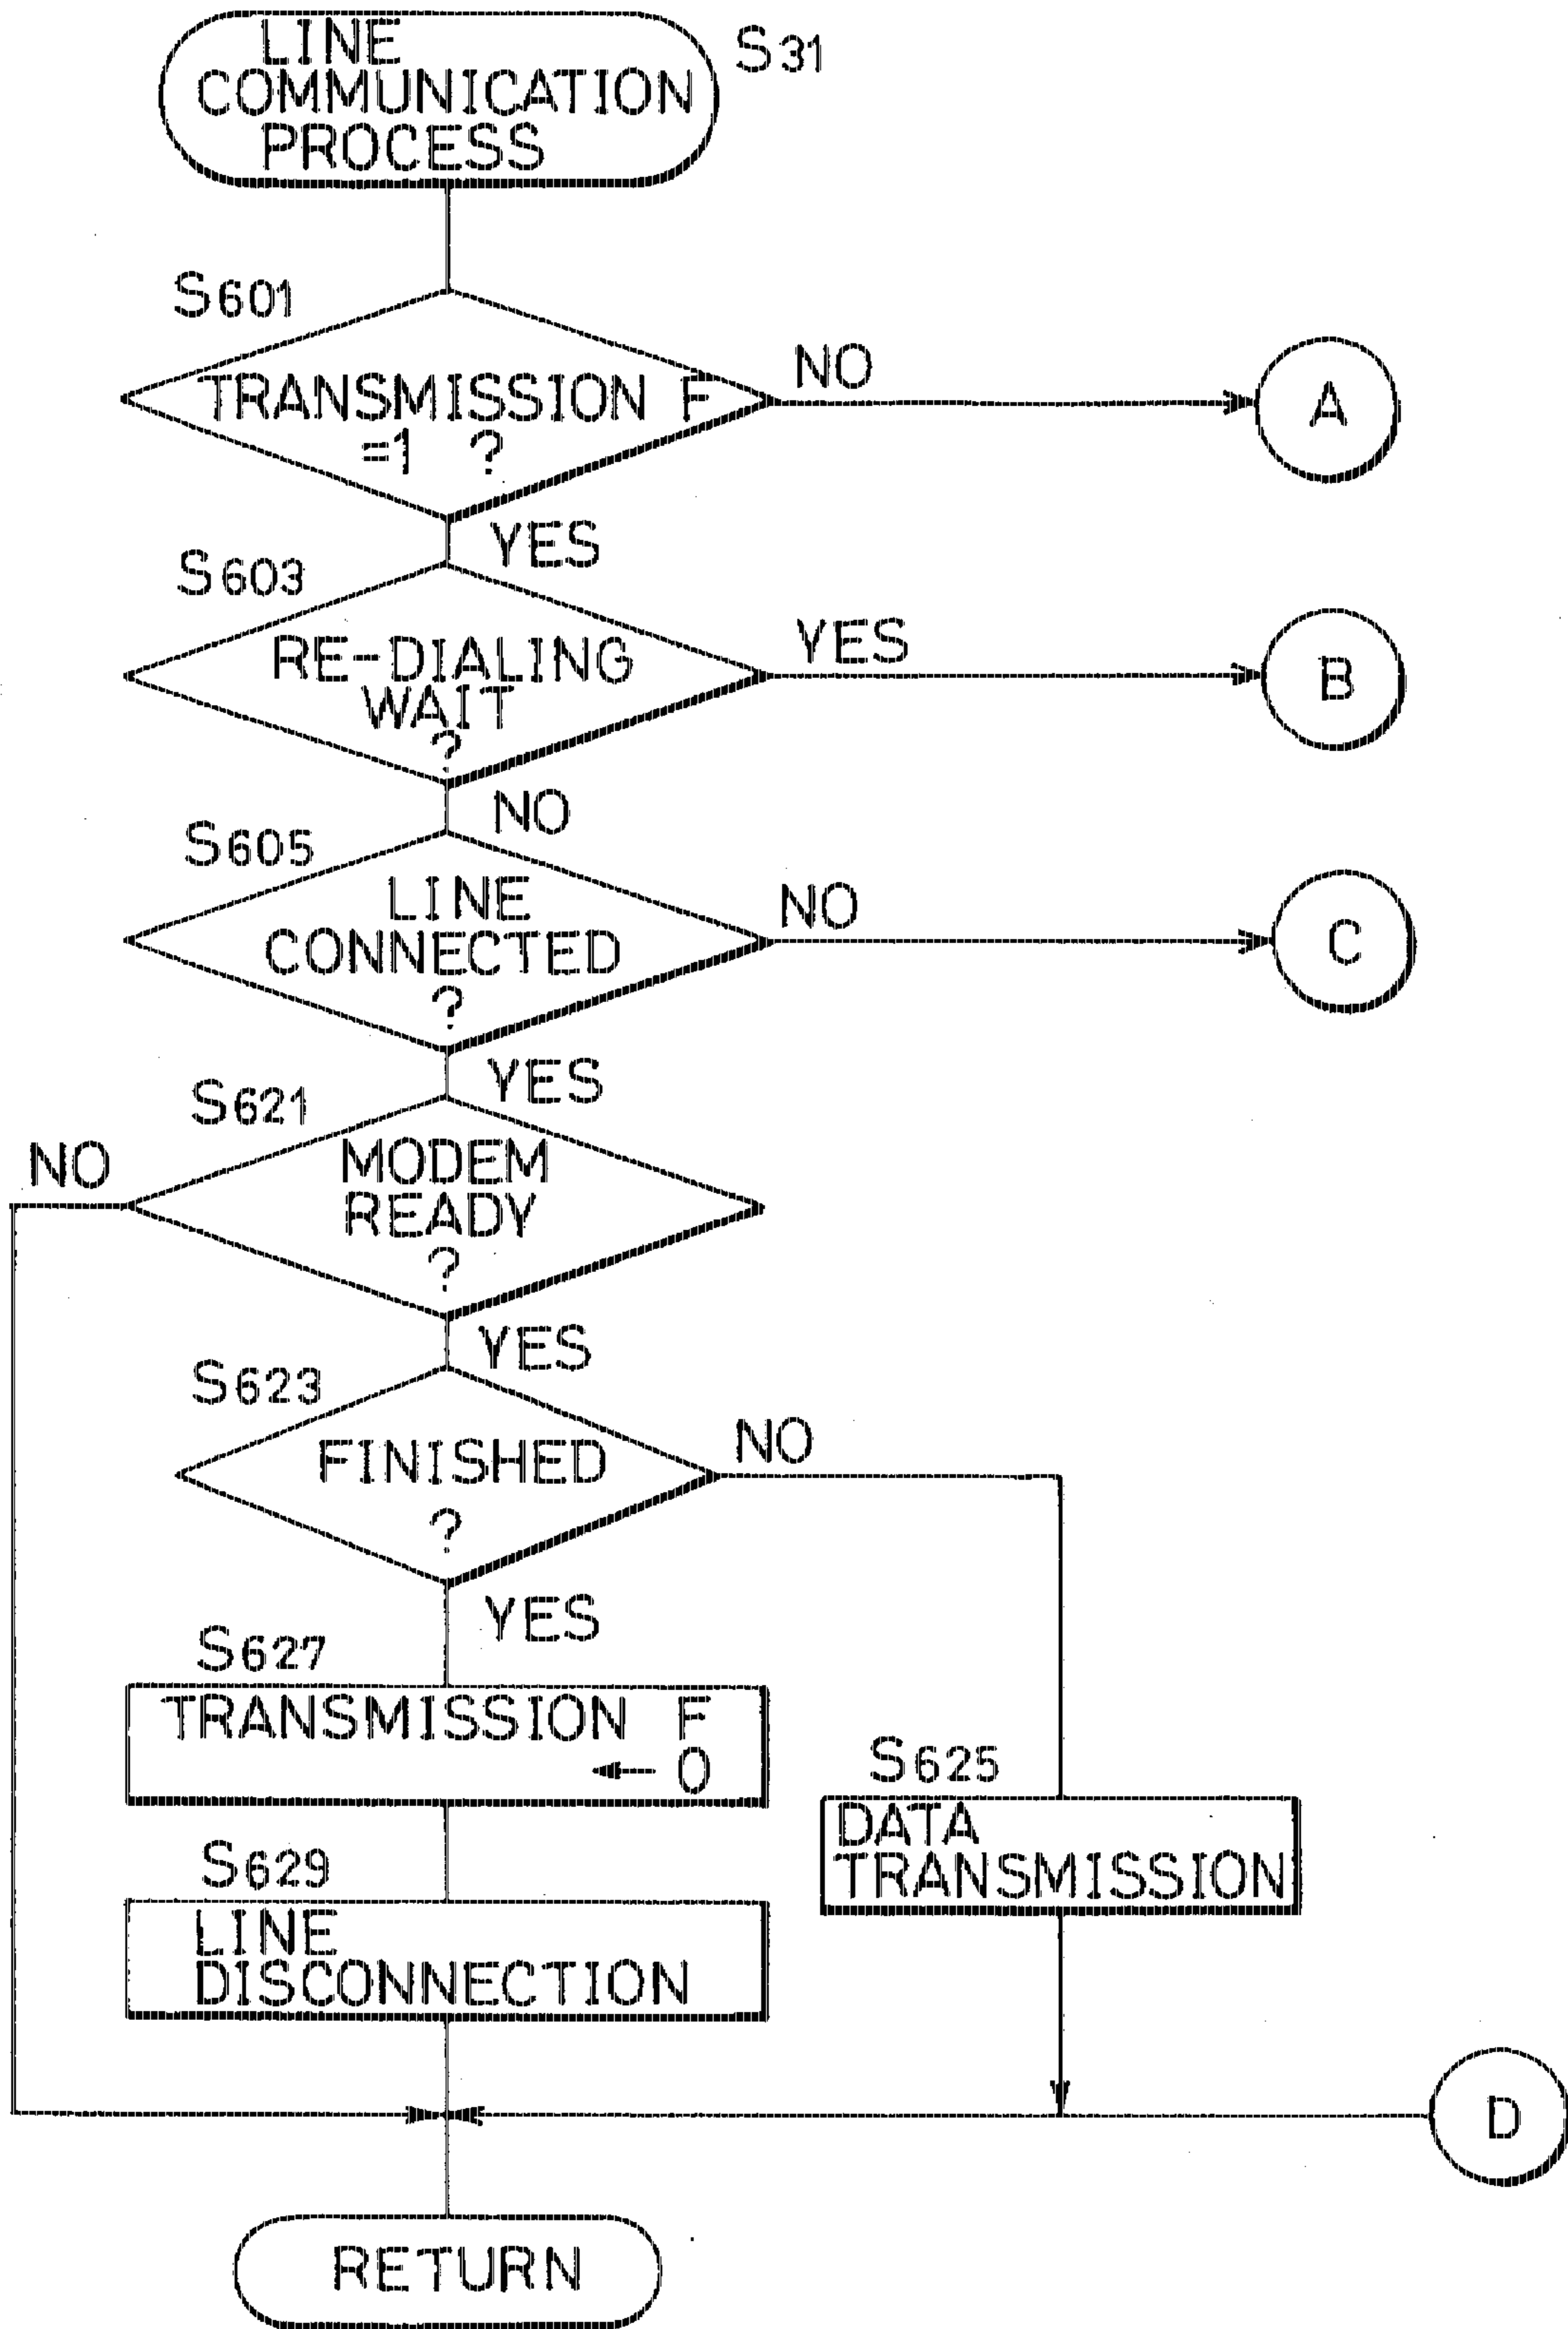 LINE
COMMUNICATION
PROCESS
S31
S601
TRANSMISSION F
=1 ?
NO
A
YES
S603
RE-DIALING
WAIT
?
YES
B
NO
S605
LINE
CONNECTED
?
NO
C
YES
S621
NO
MODEM
READY
?
YES
S623
FINISHED
?
NO
YES
S627
TRANSMISSION F
← 0
S625
DATA
TRANSMISSION
S629
LINE
DISCONNECTION
D
RETURN